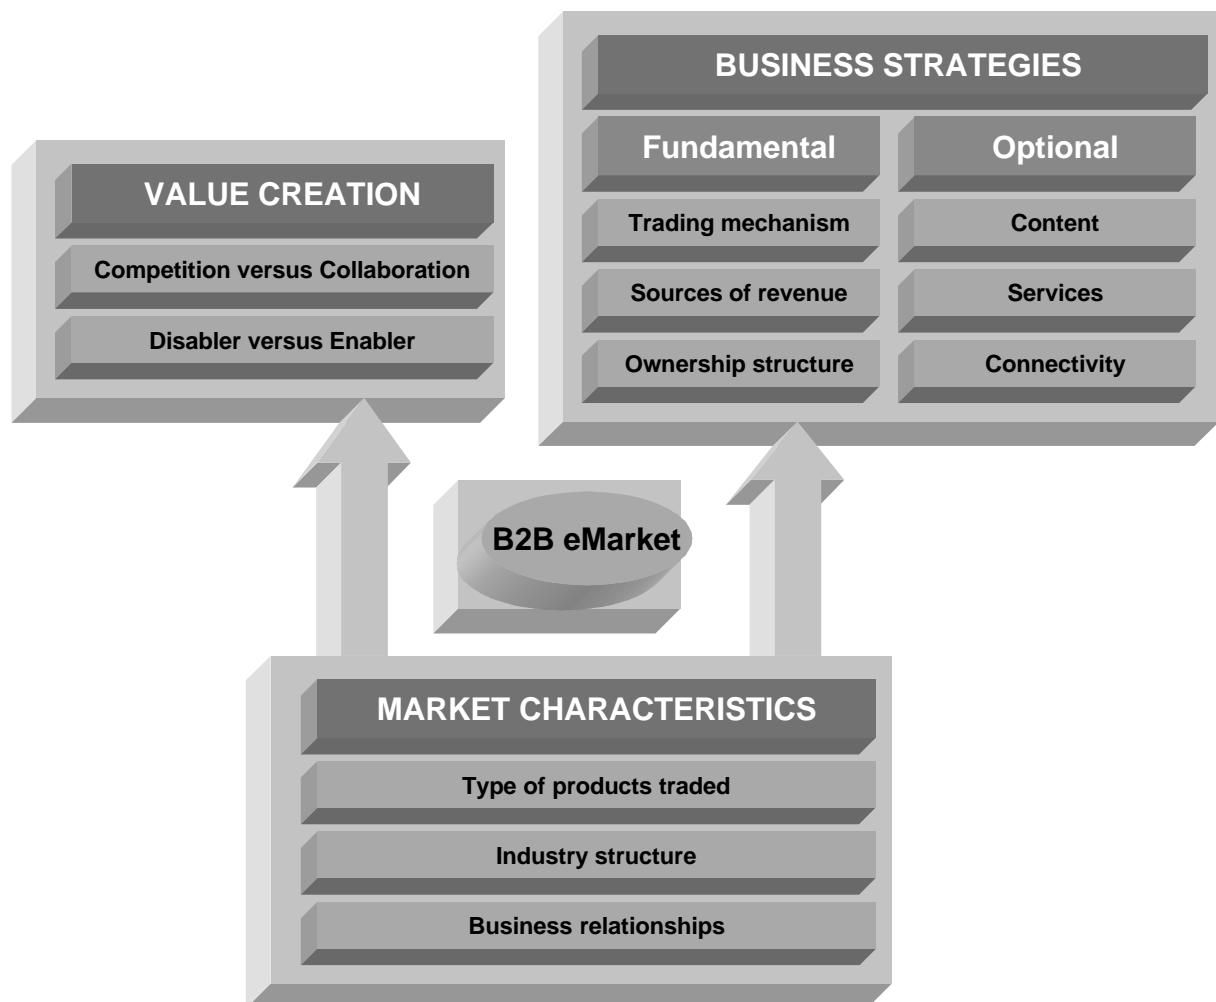 BUSINESS STRATEGIES
Fundamental
Optional
Trading mechanism
Content
Sources of revenue
Services
Ownership structure
Connectivity
VALUE CREATION
Competition versus Collaboration
Disabler versus Enabler
B2B eMarket
MARKET CHARACTERISTICS
Type of products traded
Industry structure
Business relationships